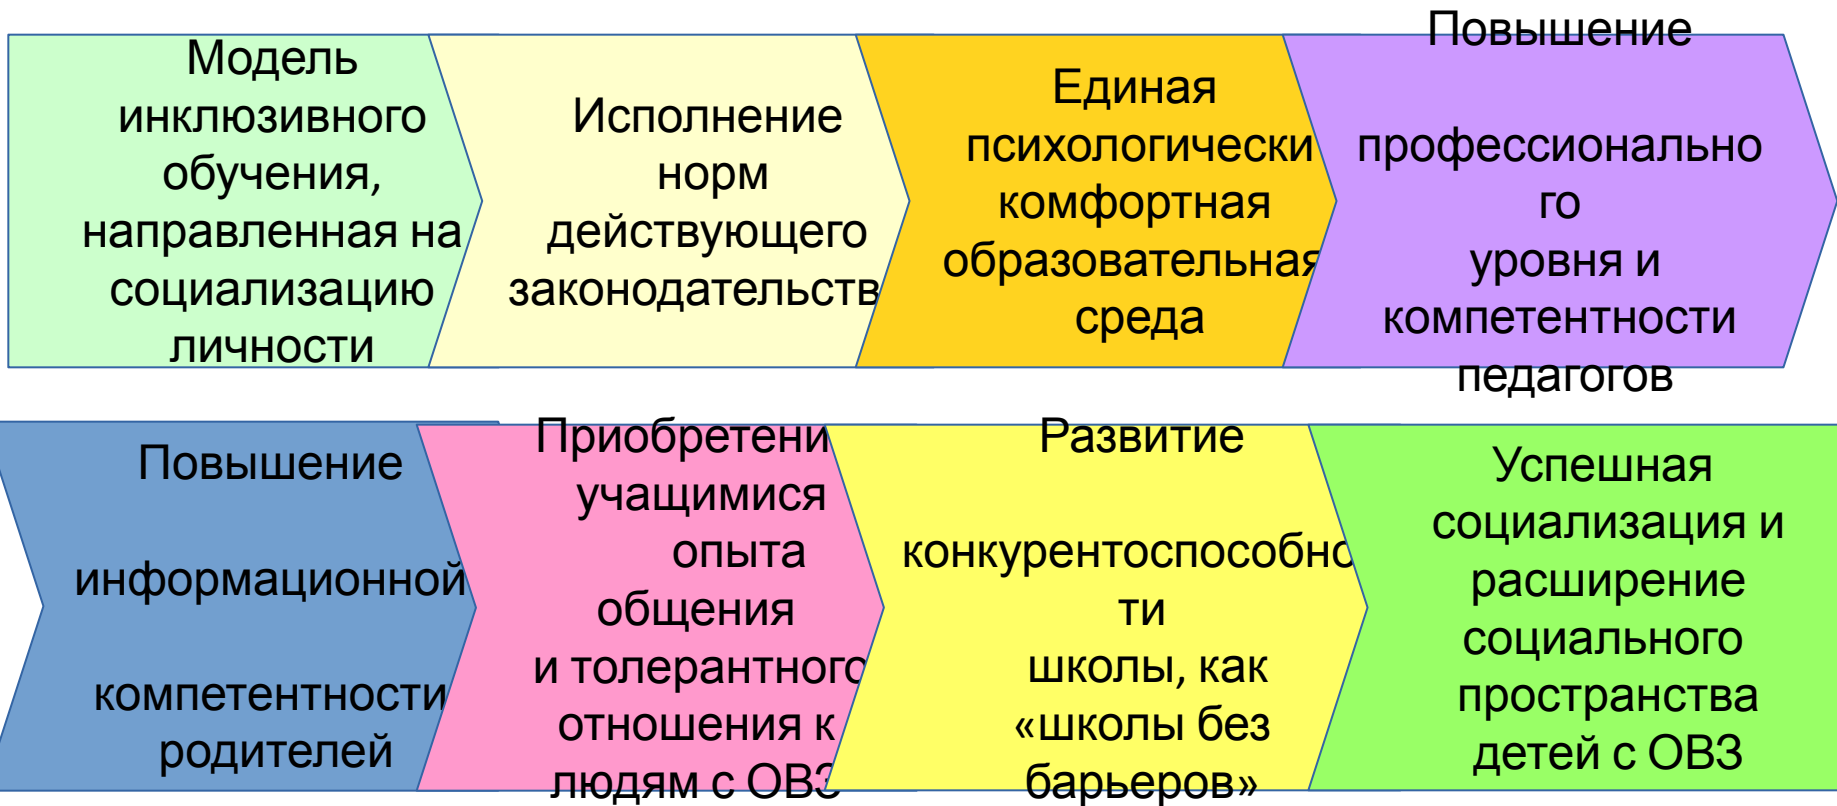 Модель
инклюзивного
обучения,
направленная на
социализацию
личности
Исполнение
норм
действующего
законодательств
Единая
психологически
комфортная
образовательная
среда
Повышение
профессионально
го
уровня и
компетентности
педагогов
Повышение
информационной
компетентности
родителей
Приобретени
учащимися
опыта
общения
и толерантного
отношения к
людям с ОВЗ
Развитие
конкурентоспособно
ти
школы, как
«школы без
барьеров»
Успешная
социализация и
расширение
социального
пространства
детей с ОВЗ